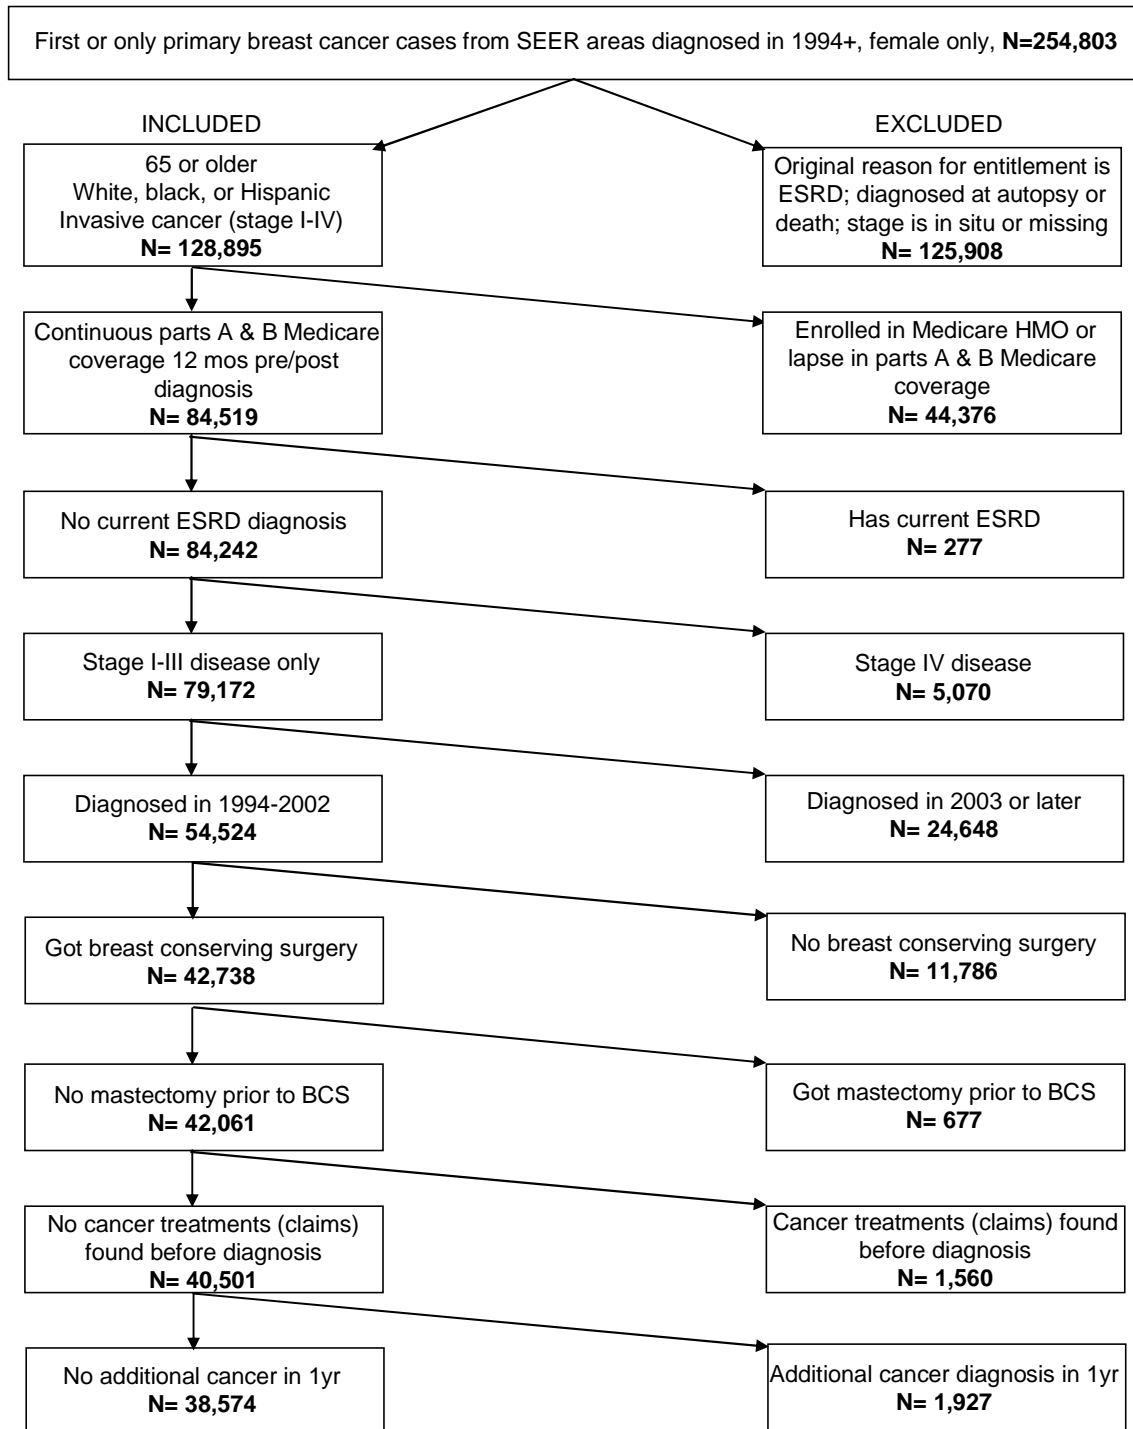 First or only primary breast cancer cases from SEER areas diagnosed in 1994+, female only, N=254,803
INCLUDED
EXCLUDED
65 or older
White, black, or Hispanic
Invasive cancer (stage I-IV)
N= 128,895
Original reason for entitlement is
ESRD; diagnosed at autopsy or
death; stage is in situ or missing
N= 125,908
Continuous parts A & B Medicare
coverage 12 mos pre/post
diagnosis
N= 84,519
Enrolled in Medicare HMO or
lapse in parts A & B Medicare
coverage
N= 44,376
No current ESRD diagnosis
N= 84,242
Has current ESRD
N= 277
Stage I-III disease only
N= 79,172
Stage IV disease
N= 5,070
Diagnosed in 1994-2002
N= 54,524
Diagnosed in 2003 or later
N= 24,648
Got breast conserving surgery
N= 42,738
No breast conserving surgery
N= 11,786
No mastectomy prior to BCS
N= 42,061
Got mastectomy prior to BCS
N= 677
No cancer treatments (claims)
found before diagnosis
N= 40,501
Cancer treatments (claims) found
before diagnosis
N= 1,560
No additional cancer in 1yr
N= 38,574
Additional cancer diagnosis in 1yr
N= 1,927